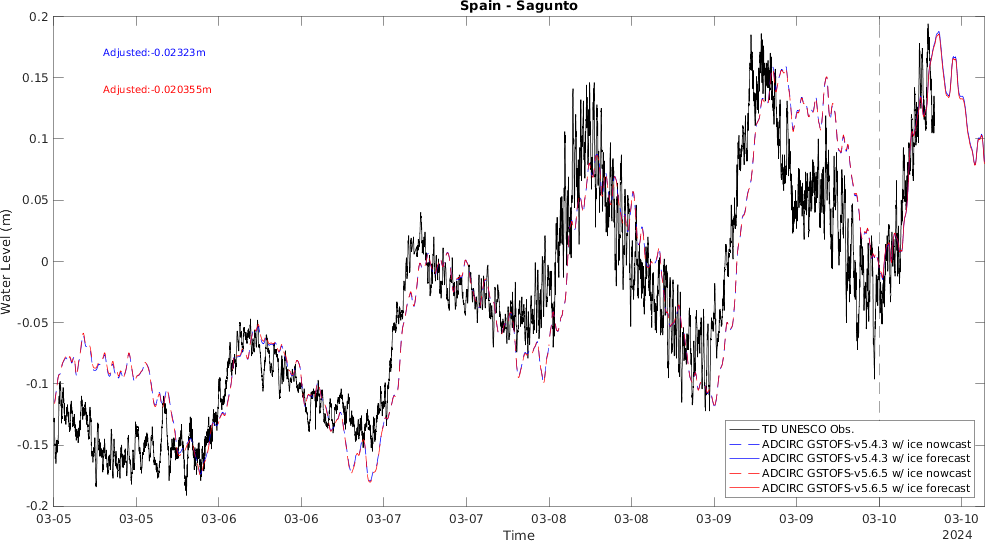 Spain - Sagunto
Adjusted:-0.02323m
Adjusted:-0.020355m
Water Level (m)
0.2
0.15
0.1
0.05
0
-0.05
-0.1
-0.15
-0.2
TD UNESCO Obs.
ADCIRC GSTOFS-v5.4.3 w/ ice nowcast
ADCIRC GSTOFS-v5.4.3 w/ ice forecast
ADCIRC GSTOFS-v5.6.5 w/ ice nowcast
ADCIRC GSTOFS-v5.6.5 w/ ice forecast
03-05 03-05 03-06 03-06 03-07 03-07 03-08 03-08 03-09 03-09 03-10 03-10
Time
2024